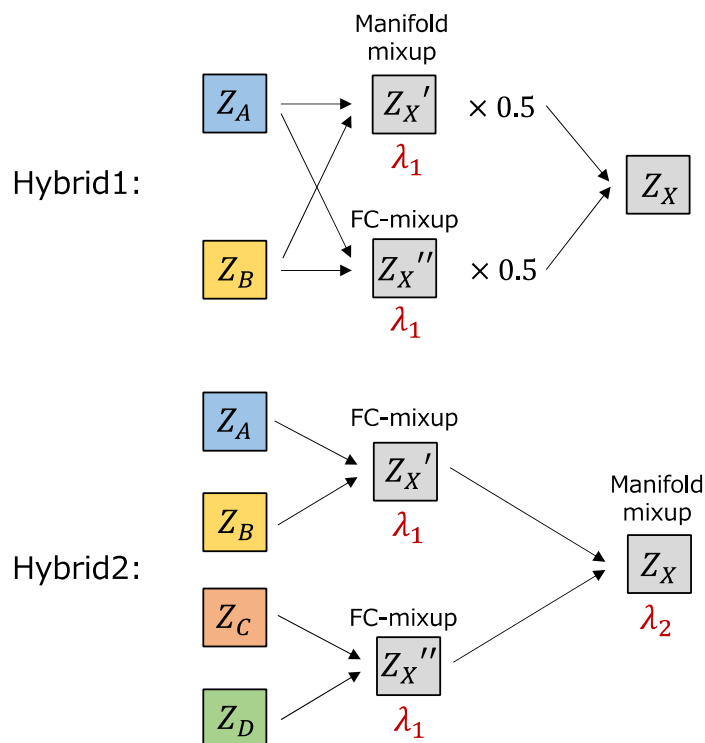 Manifold
mixup
Z_A
Z_X′
× 0.5
λ_1
Hybrid1:
Z_X
FC-mixup
Z_B
Z_X″
× 0.5
λ_1
Z_A
FC-mixup
Z_X′
λ_1
Z_B
Manifold
mixup
Hybrid2:
Z_X
λ_2
Z_C
FC-mixup
Z_X″
λ_1
Z_D